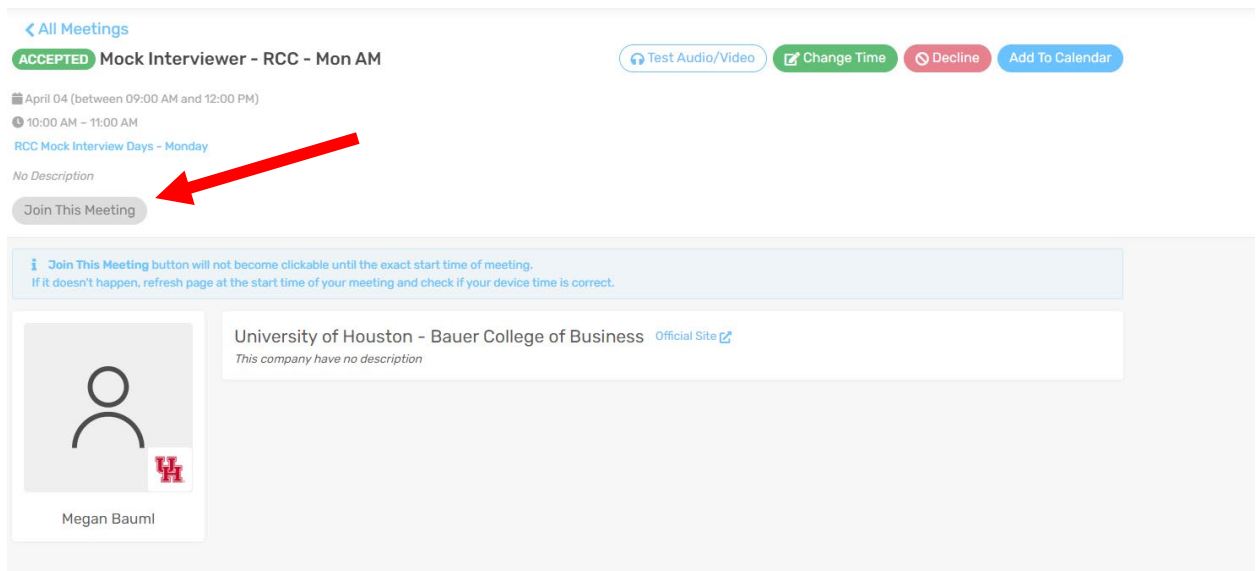 All Meetings
ACCEPTED Mock Interviewer - RCC - Mon AM
Test Audio/Video Change Time Decline Add To Calendar
April 04 (between 09:00 AM and 12:00 PM)
10:00 AM – 11:00 AM
RCC Mock Interview Days - Monday
No Description
Join This Meeting
Join This Meeting button will not become clickable until the exact start time of meeting.
If it doesn't happen, refresh page at the start time of your meeting and check if your device time is correct.
University of Houston - Bauer College of Business Official Site
This company have no description
UH
Megan Bauml